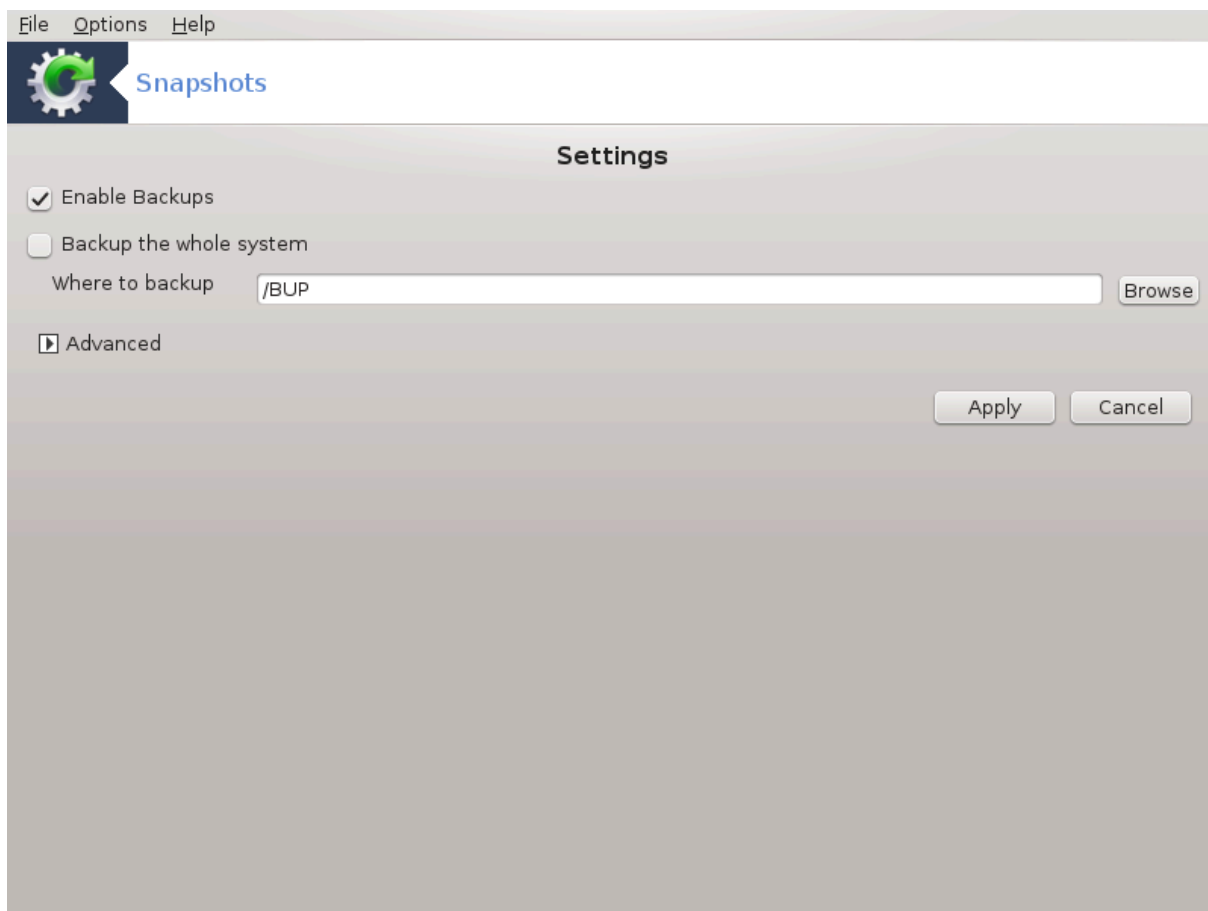 File Options Help
Snapshots
Settings
Enable Backups
Backup the whole system
Where to backup /BUP Browse
Advanced
Apply Cancel